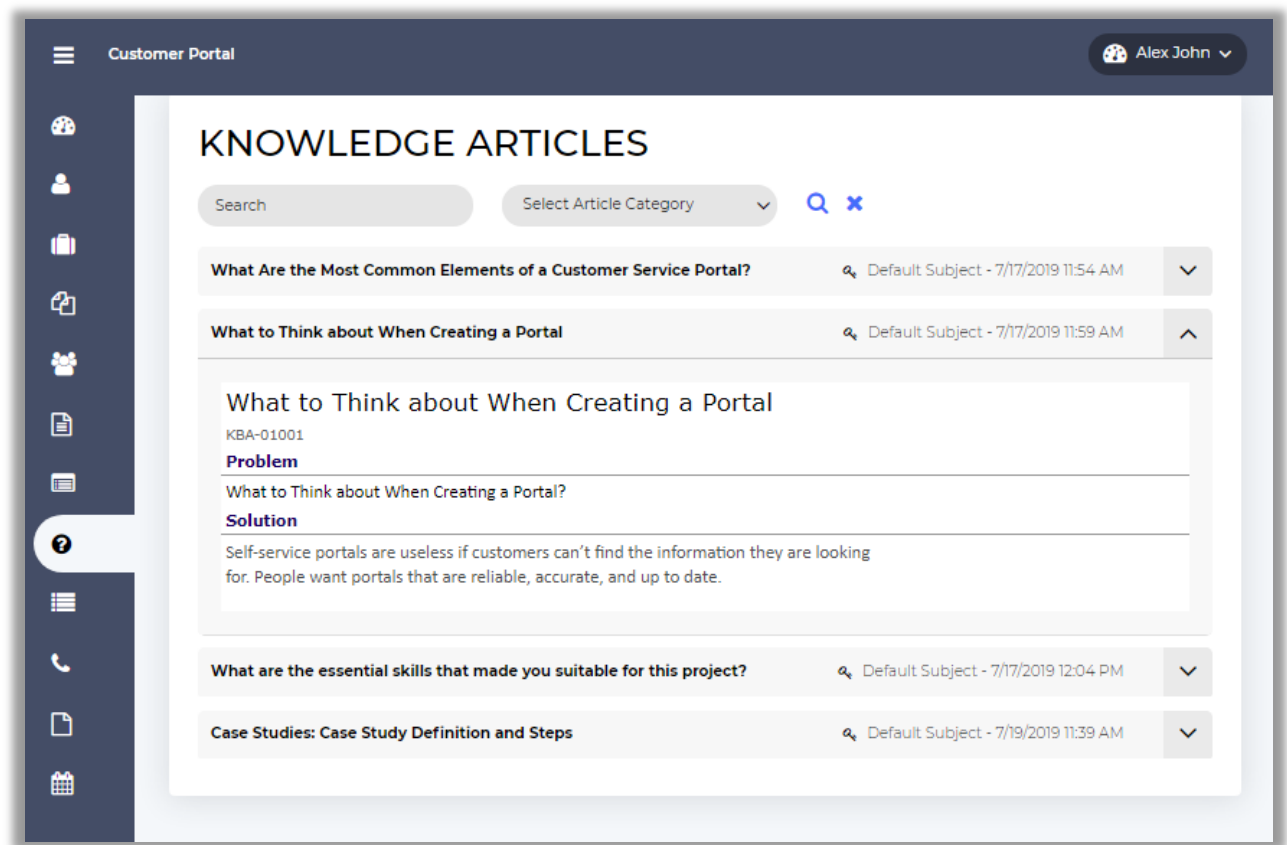 Customer Portal
Alex John
KNOWLEDGE ARTICLES
Search
Select Article Category
What Are the Most Common Elements of a Customer Service Portal?
Default Subject - 7/17/2019 11:54 AM
What to Think about When Creating a Portal
Default Subject - 7/17/2019 11:59 AM
What to Think about When Creating a Portal
KBA-01001
Problem
What to Think about When Creating a Portal?
Solution
Self-service portals are useless if customers can’t find the information they are looking
for. People want portals that are reliable, accurate, and up to date.
What are the essential skills that made you suitable for this project?
Default Subject - 7/17/2019 12:04 PM
Case Studies: Case Study Definition and Steps
Default Subject - 7/19/2019 11:39 AM